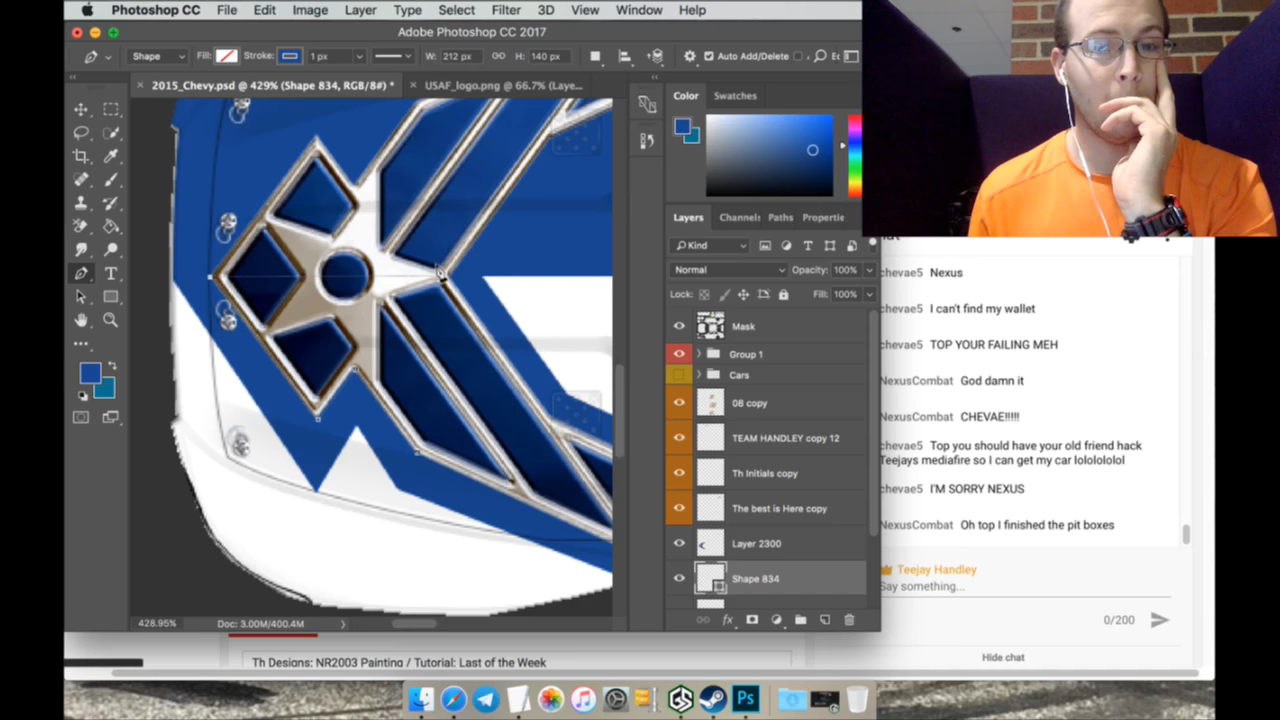 Photoshop CC File Edit Image Layer Type Select Filter 3D View Window Help
Adobe Photoshop CC 2017
Shape Fill: Stroke: 1 px W: 212 px H: 140 px Auto Add/Delete
2015_Chevy.psd @ 429% (Shape 834, RGB/8#) * USAF_logo.png @ 66.7% (Laye...
Color Swatches
Layers Channel: Paths Propertie
Kind
Normal Opacity: 100%
Lock: Fill: 100%
Mask
Group 1
Cars
08 copy
TEAM HANDLEY copy 12
Th Initials copy
The best is Here copy
Layer 2300
Shape 834
428.95% Doc: 3.00M/400.4M
Th Designs: NR2003 Painting / Tutorial: Last of the Week
chevae5 Nexus
chevae5 I can't find my wallet
chevae5 TOP YOUR FAILING MEH
NexusCombat God damn it
NexusCombat CHEVAE!!!!!
chevae5 Top you should have your old friend hack
Teejays mediafire so I can get my car lolololololol
chevae5 I'M SORRY NEXUS
NexusCombat Oh top I finished the pit boxes
Teejay Handley
Say something...
0/200
Hide chat
Ps